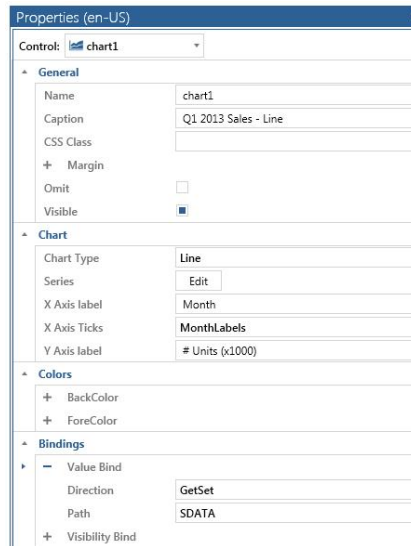 Properties (en-US)
Control: chart1
General
Name chart1
Caption Q1 2013 Sales - Line
CSS Class
+ Margin
Omit
Visible
Chart
Chart Type Line
Series Edit
X Axis label Month
X Axis Ticks MonthLabels
Y Axis label # Units (x1000)
Colors
+ BackColor
+ ForeColor
Bindings
− Value Bind
Direction GetSet
Path SDATA
+ Visibility Bind